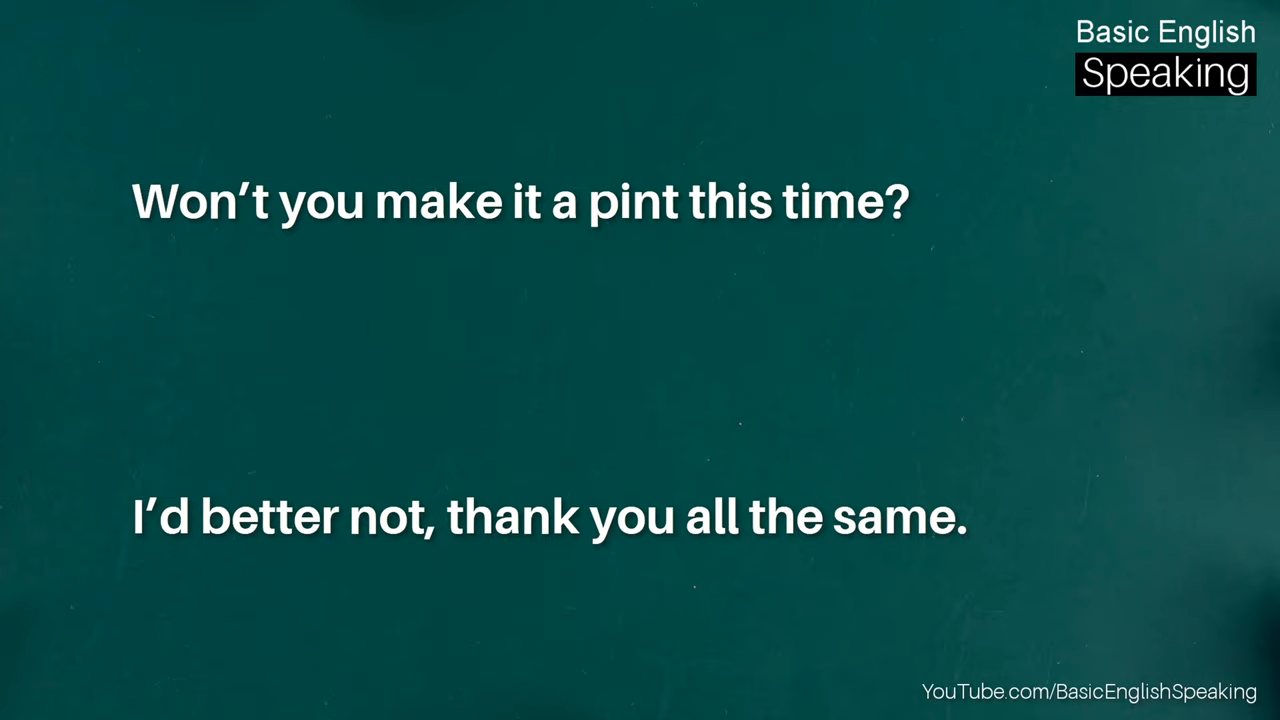 Basic English
Speaking
Won’t you make it a pint this time?
I’d better not, thank you all the same.
YouTube.com/BasicEnglishSpeaking